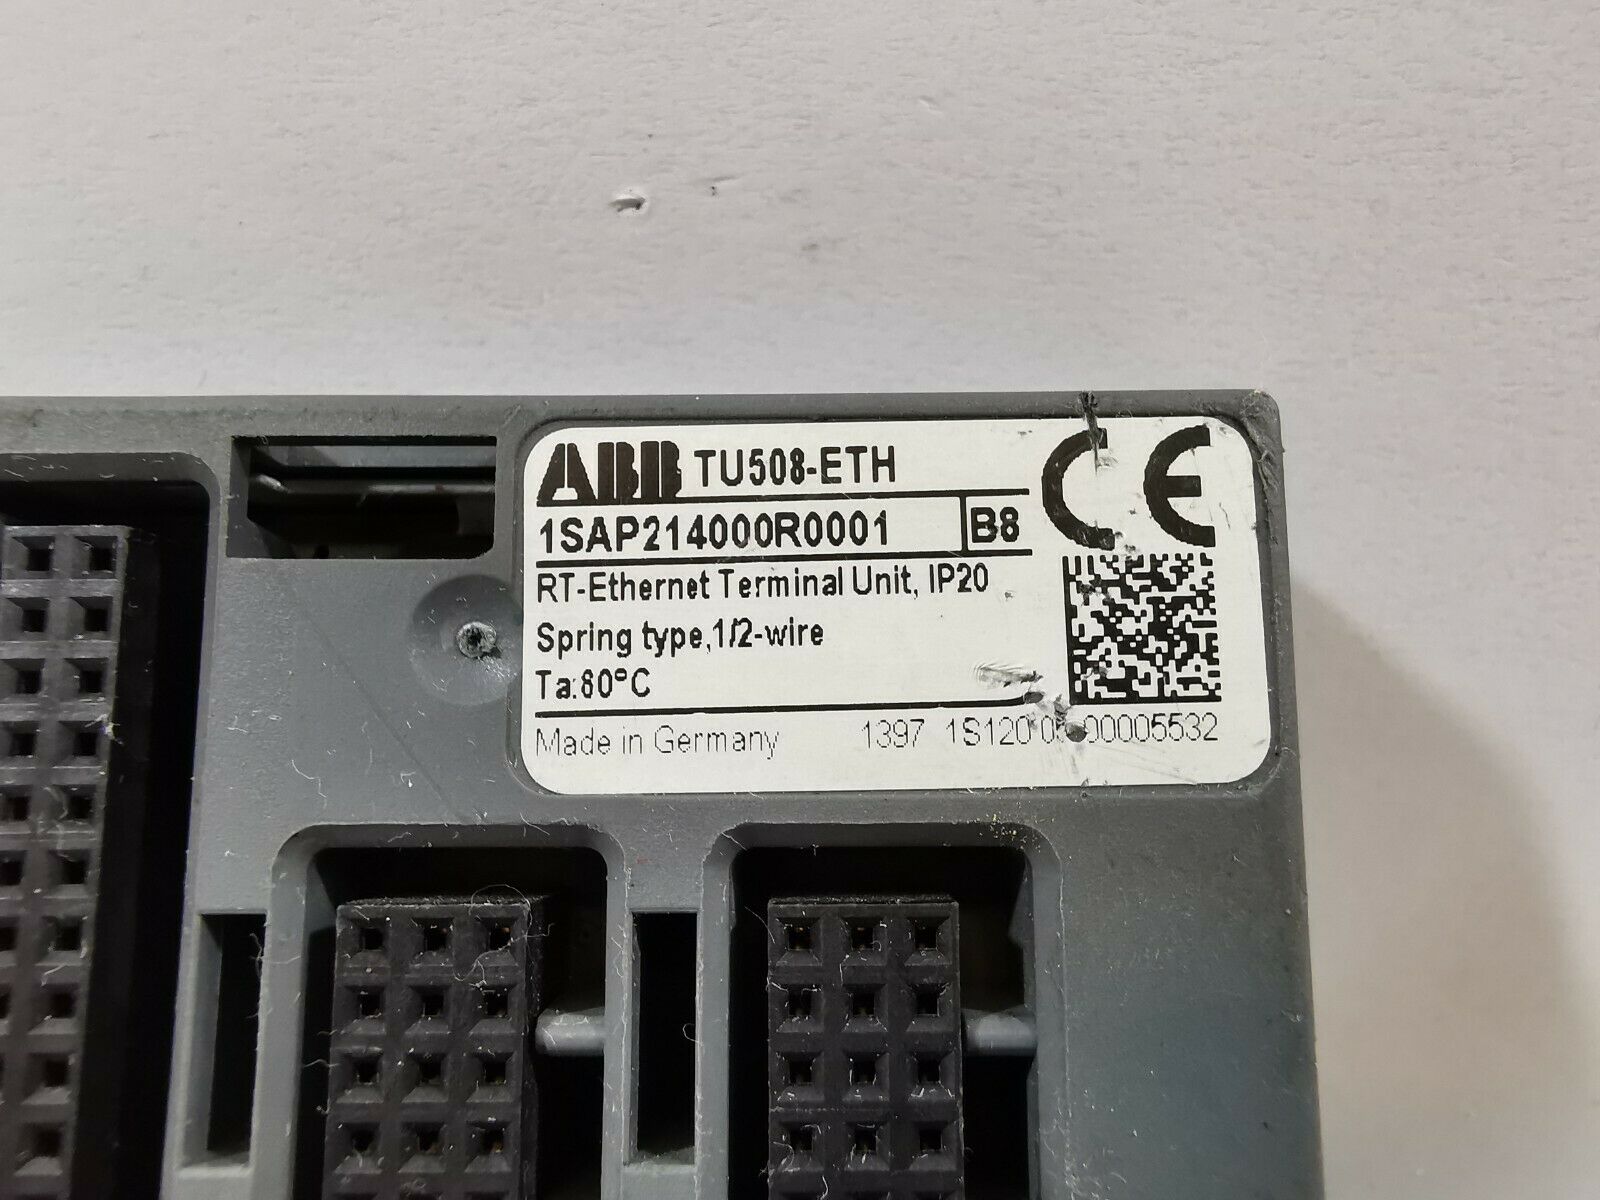 ABB TU508-ETH
1SAP214000R0001 B8
RT-Ethernet Terminal Unit, IP20
Spring type,1/2-wire
Ta:80°C
Made in Germany 1397
CE